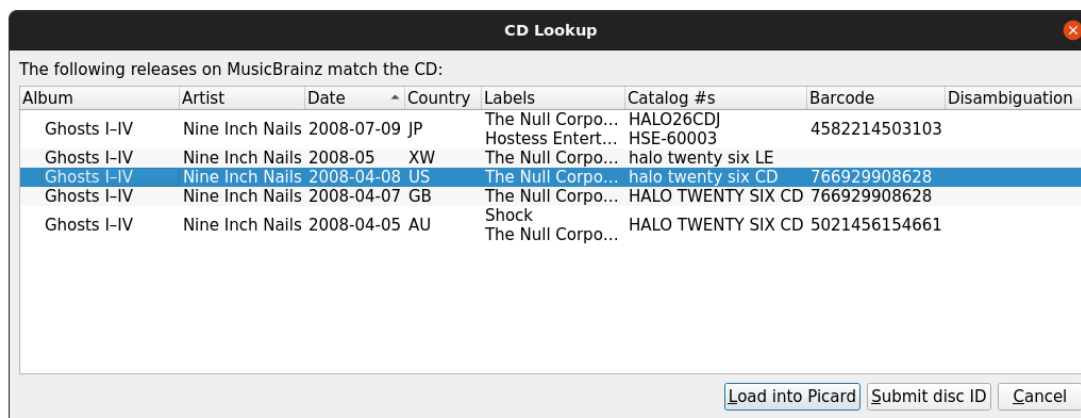 CD Lookup
The following releases on MusicBrainz match the CD:
Album Artist Date Country Labels Catalog #s Barcode Disambiguation
The Null Corpo... HALO26CDJ
Ghosts I–IV Nine Inch Nails 2008-07-09 JP 4582214503103
Hostess Entert... HSE-60003
Ghosts I–IV Nine Inch Nails 2008-05 XW The Null Corpo... halo twenty six LE
Ghosts I–IV Nine Inch Nails 2008-04-08 US The Null Corpo... halo twenty six CD 766929908628
Ghosts I–IV Nine Inch Nails 2008-04-07 GB The Null Corpo... HALO TWENTY SIX CD 766929908628
Shock
Ghosts I–IV Nine Inch Nails 2008-04-05 AU HALO TWENTY SIX CD 5021456154661
The Null Corpo...
Load into Picard Submit disc ID Cancel